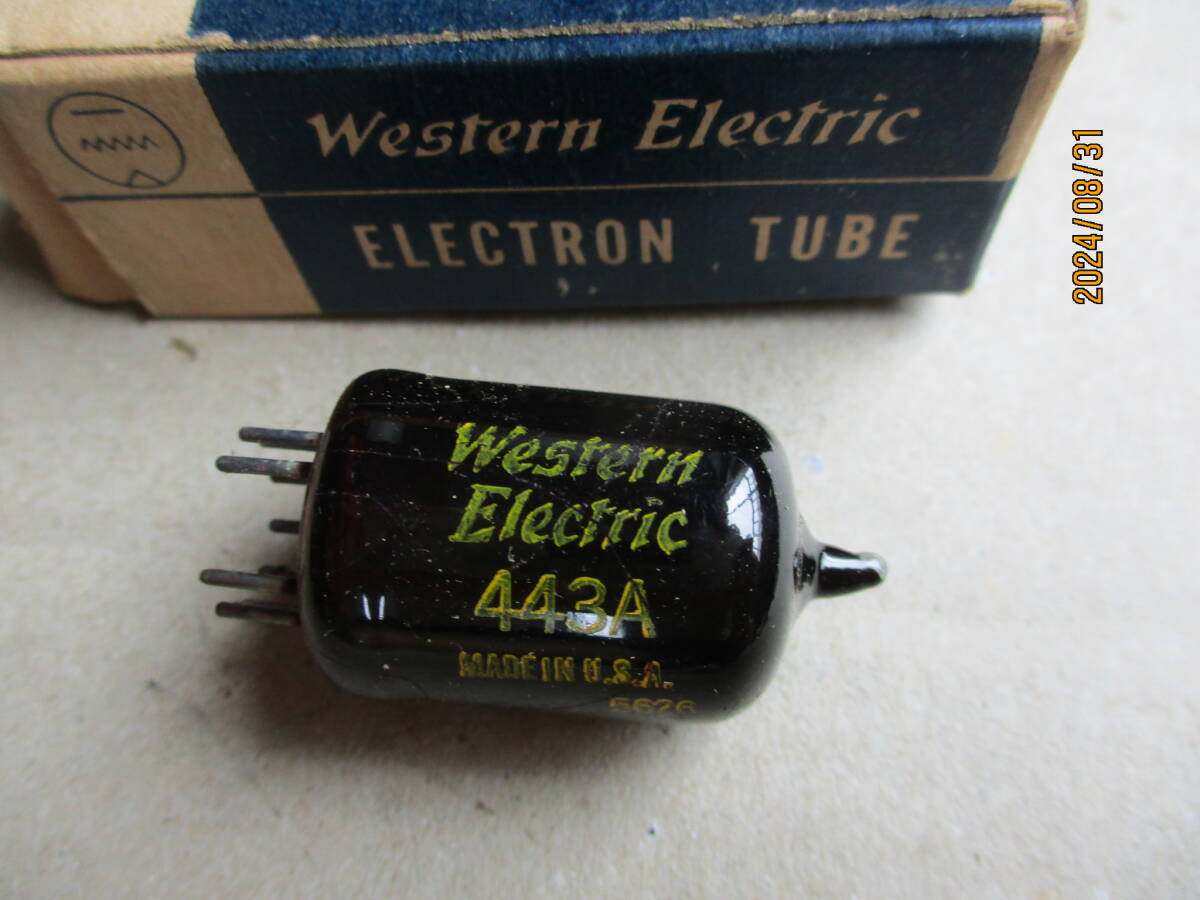 Western Electric
ELECTRON TUBE
2024/08/31
Western
Electric
443A
MADE IN U.S.A.
5626